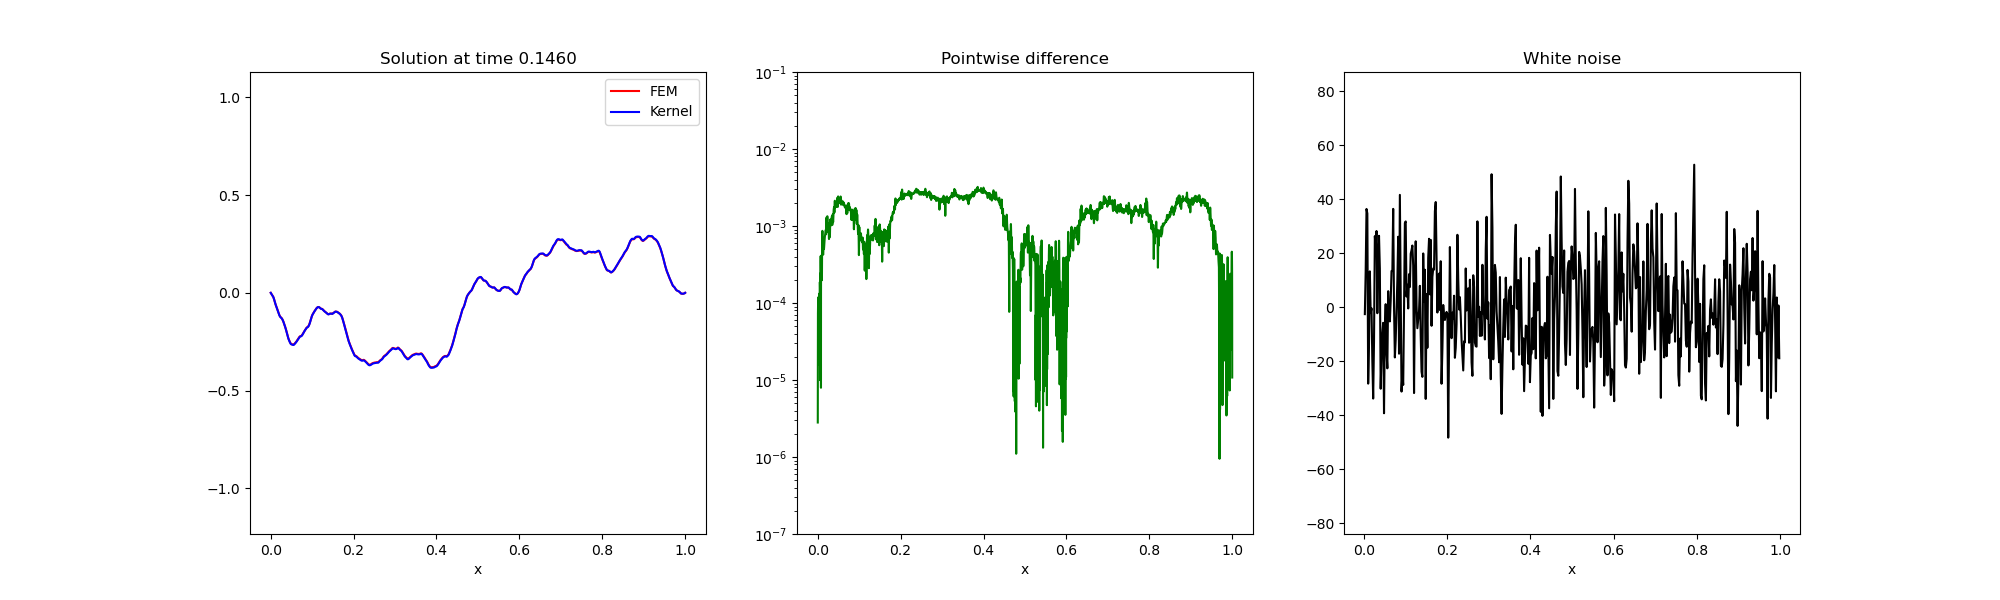 Solution at time 0.1460
1.0
0.5
0.0
−0.5
−1.0
FEM
Kernel
0.0 0.2 0.4 0.6 0.8 1.0
x
Pointwise difference
10⁻¹
10⁻²
10⁻³
10⁻⁴
10⁻⁵
10⁻⁶
10⁻⁷
0.0 0.2 0.4 0.6 0.8 1.0
x
White noise
80
60
40
20
0
−20
−40
−60
−80
0.0 0.2 0.4 0.6 0.8 1.0
x